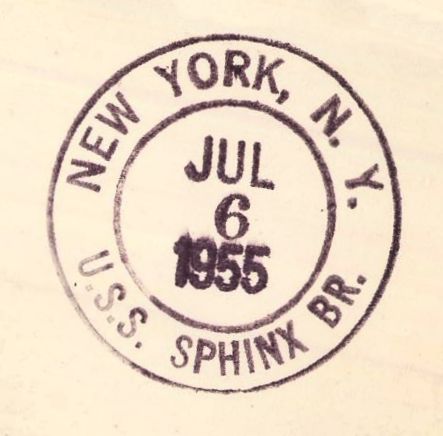 NEW YORK, N. Y.
JUL
6
1955
U.S.S. SPHINX BR.